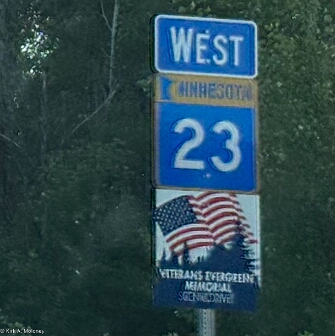 WEST
MINNESOTA
23
VETERANS EVERGREEN
MEMORIAL
SCENIC DRIVE
© Kirk A. Moloney